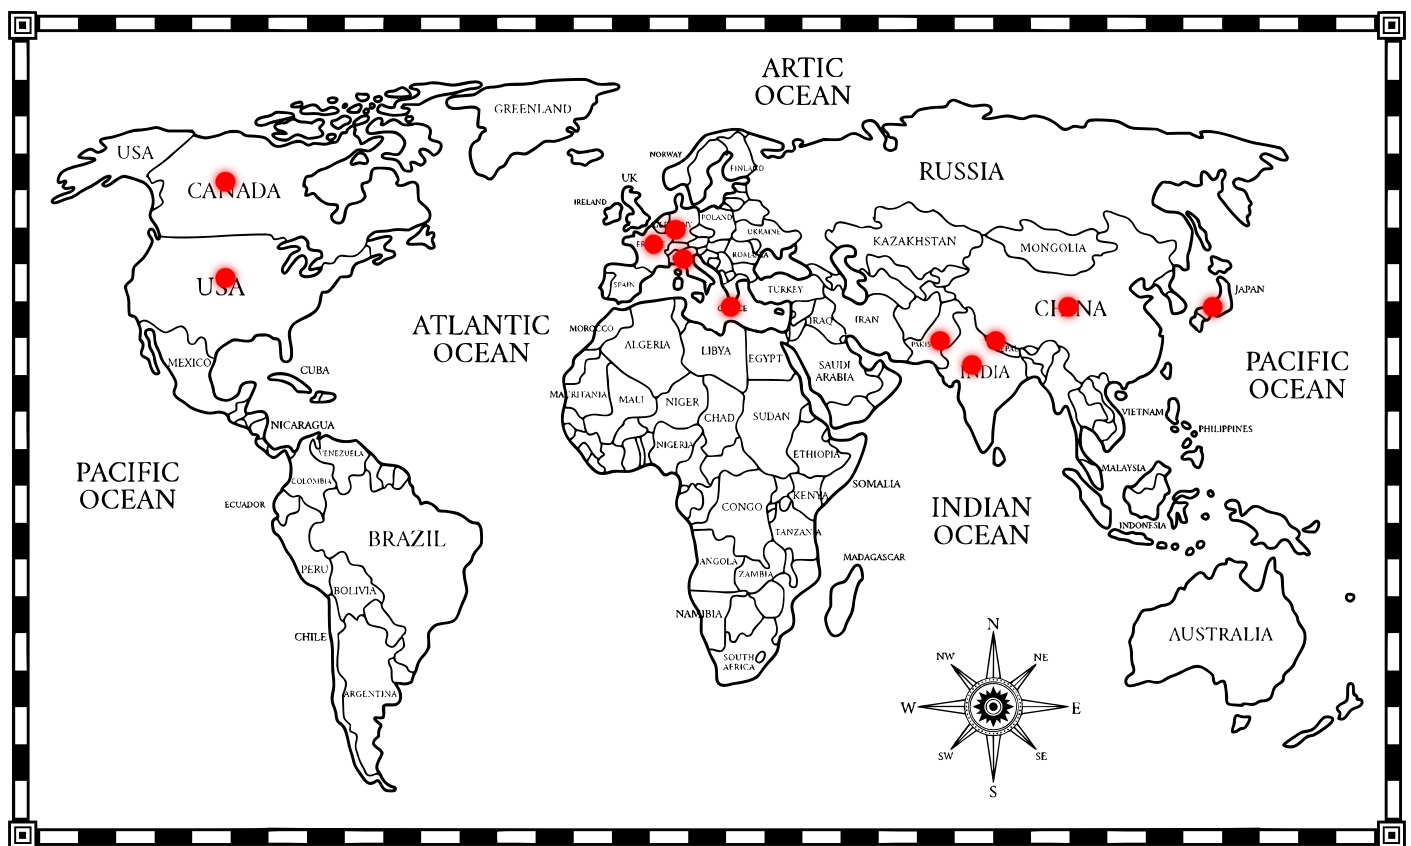 ARTIC
OCEAN
GREENLAND
USA
CANADA
NORWAY
FINLAND
RUSSIA
UK
IRELAND
POLAND
UKRAINE
KAZAKHSTAN
MONGOLIA
ROMANIA
SPAIN
TURKEY
USA
CHINA
JAPAN
ATLANTIC
OCEAN
MOROCCO
ALGERIA
LIBYA
EGYPT
IRAQ
IRAN
SAUDI
ARABIA
INDIA
PACIFIC
OCEAN
MEXICO
CUBA
MAURITANIA
MALI
NIGER
CHAD
SUDAN
VIETNAM
PHILIPPINES
NICARAGUA
VENEZUELA
NIGERIA
ETHIOPIA
MALAYSIA
PACIFIC
OCEAN
COLOMBIA
ECUADOR
SOMALIA
KENYA
CONGO
INDIAN
OCEAN
INDONESIA
BRAZIL
TANZANIA
PERU
ANGOLA
ZAMBIA
MADAGASCAR
BOLIVIA
NAMIBIA
CHILE
AUSTRALIA
SOUTH
AFRICA
ARGENTINA
N
NW
NE
W
E
SW
SE
S